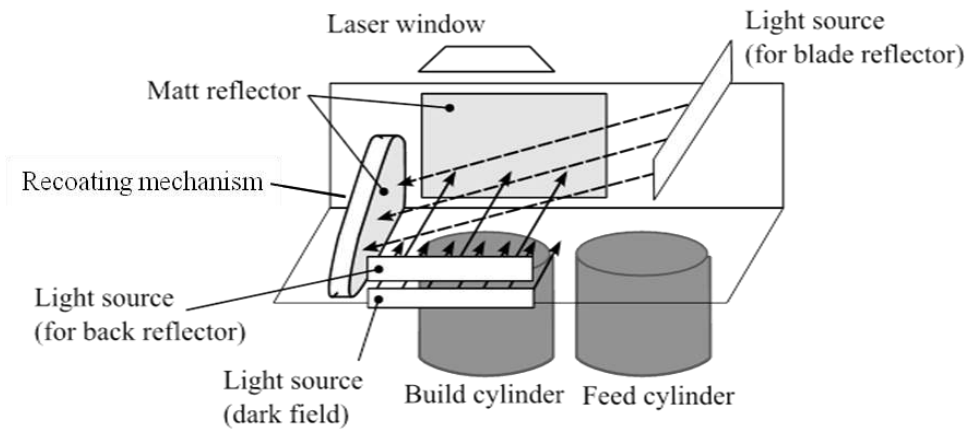 Laser window
Light source
(for blade reflector)
Matt reflector
Recoating mechanism
Light source
(for back reflector)
Light source
(dark field)
Build cylinder
Feed cylinder